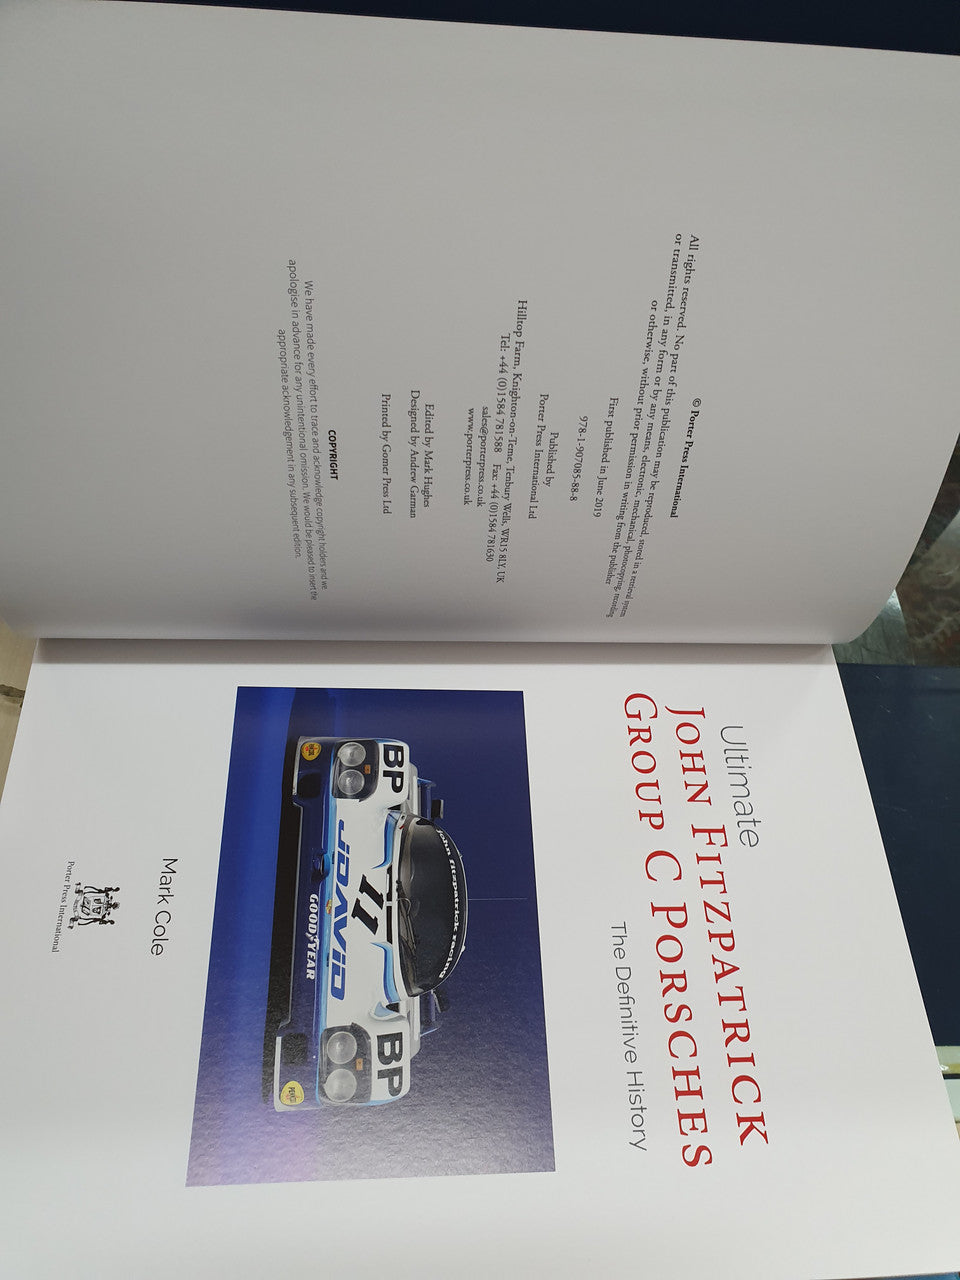 © Porter Press International
All rights reserved. No part of this publication may be reproduced, stored in a retrieval system
or transmitted, in any form or by any means, electronic, mechanical, photocopying, recording
or otherwise, without prior permission in writing from the publisher
First published in June 2019
978-1-907085-88-8
Published by
Porter Press International Ltd
Hilltop Farm, Knighton-on-Teme, Tenbury Wells, WR15 8LY, UK
Tel: +44 (0)1584 781588 Fax: +44 (0)1584 781630
sales@porterpress.co.uk
www.porterpress.co.uk
Edited by Mark Hughes
Designed by Andrew Garman
Printed by Gomer Press Ltd
COPYRIGHT
We have made every effort to trace and acknowledge copyright holders and we
apologise in advance for any unintentional omission. We would be pleased to insert the
appropriate acknowledgement in any subsequent edition.
Ultimate
JOHN FITZPATRICK
GROUP C PORSCHES
The Definitive History
john fitzpatrick racing
BP
11
BP
JDAVID
GOODYEAR
Mark Cole
Porter Press International